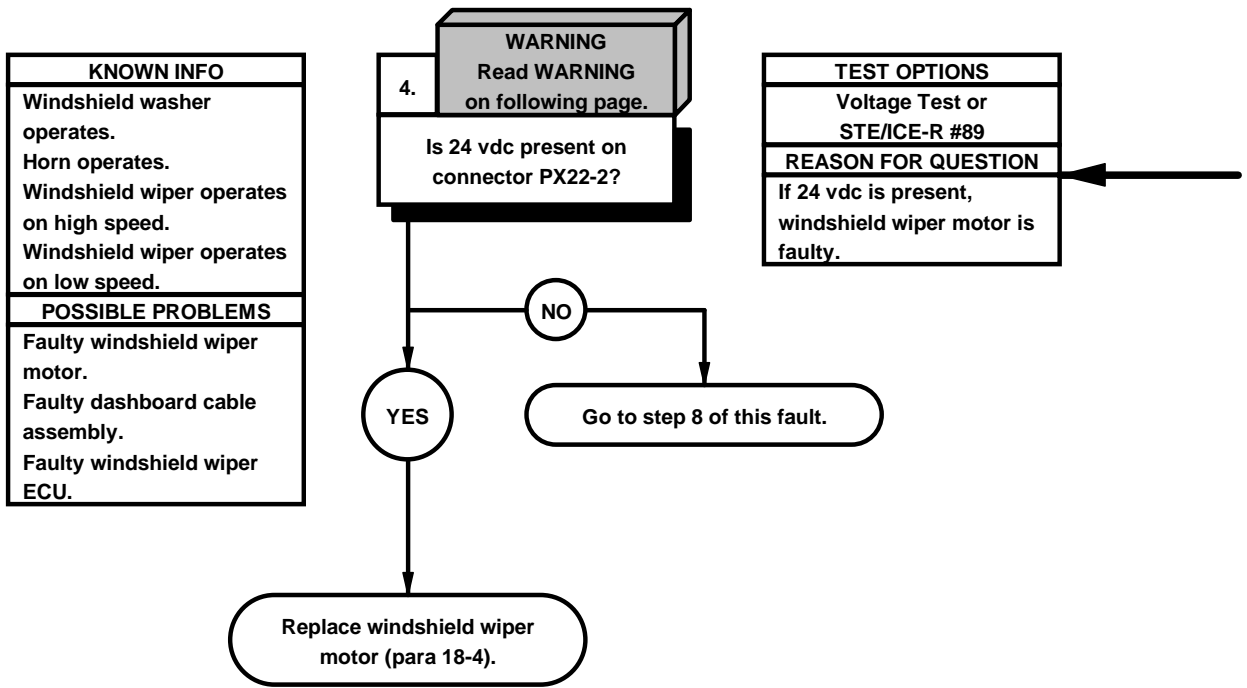 KNOWN INFO
Windshield washer
operates.
Horn operates.
Windshield wiper operates
on high speed.
Windshield wiper operates
on low speed.
POSSIBLE PROBLEMS
Faulty windshield wiper
motor.
Faulty dashboard cable
assembly.
Faulty windshield wiper
ECU.
WARNING
Read WARNING
on following page.
4.
Is 24 vdc present on
connector PX22-2?
TEST OPTIONS
Voltage Test or
STE/ICE-R #89
REASON FOR QUESTION
If 24 vdc is present,
windshield wiper motor is
faulty.
NO
YES
Go to step 8 of this fault.
Replace windshield wiper
motor (para 18-4).